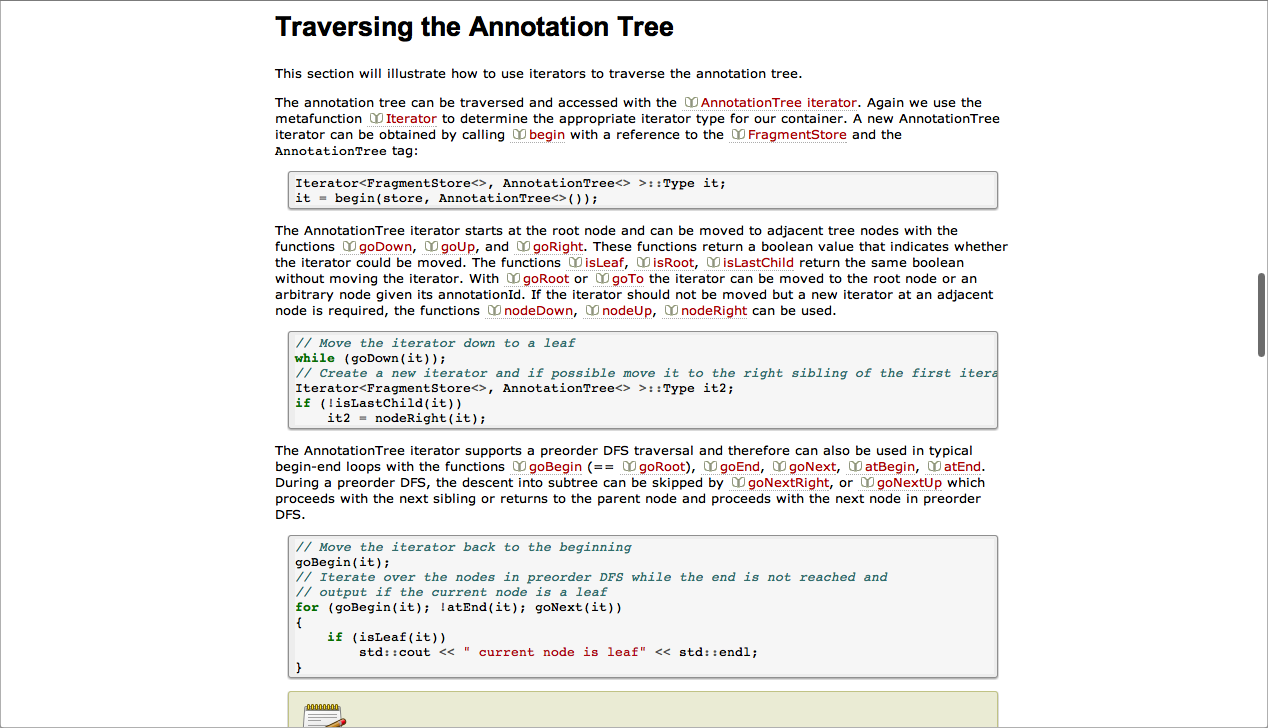 Traversing the Annotation Tree
This section will illustrate how to use iterators to traverse the annotation tree.
The annotation tree can be traversed and accessed with the AnnotationTree iterator. Again we use the
metafunction Iterator to determine the appropriate iterator type for our container. A new AnnotationTree
iterator can be obtained by calling begin with a reference to the FragmentStore and the
AnnotationTree tag:
Iterator<FragmentStore<>, AnnotationTree<> >::Type it;
it = begin(store, AnnotationTree<>());
The AnnotationTree iterator starts at the root node and can be moved to adjacent tree nodes with the
functions goDown, goUp, and goRight. These functions return a boolean value that indicates whether
the iterator could be moved. The functions isLeaf, isRoot, isLastChild return the same boolean
without moving the iterator. With goRoot or goTo the iterator can be moved to the root node or an
arbitrary node given its annotationId. If the iterator should not be moved but a new iterator at an adjacent
node is required, the functions nodeDown, nodeUp, nodeRight can be used.
// Move the iterator down to a leaf
while (goDown(it));
// Create a new iterator and if possible move it to the right sibling of the first itera
Iterator<FragmentStore<>, AnnotationTree<> >::Type it2;
if (!isLastChild(it))
    it2 = nodeRight(it);
The AnnotationTree iterator supports a preorder DFS traversal and therefore can also be used in typical
begin-end loops with the functions goBegin (== goRoot), goEnd, goNext, atBegin, atEnd.
During a preorder DFS, the descent into subtree can be skipped by goNextRight, or goNextUp which
proceeds with the next sibling or returns to the parent node and proceeds with the next node in preorder
DFS.
// Move the iterator back to the beginning
goBegin(it);
// Iterate over the nodes in preorder DFS while the end is not reached and
// output if the current node is a leaf
for (goBegin(it); !atEnd(it); goNext(it))
{
    if (isLeaf(it))
        std::cout << " current node is leaf" << std::endl;
}